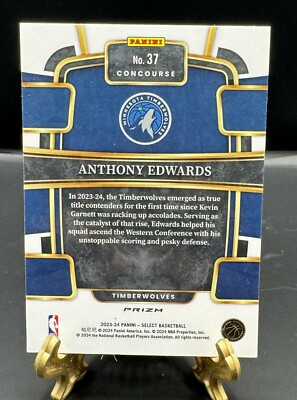 PANINI
No. 37
CONCOURSE
MINNESOTA TIMBERWOLVES
ANTHONY EDWARDS
In 2023-24, the Timberwolves emerged as true
title contenders for the first time since Kevin
Garnett was racking up accolades. Serving as
the catalyst of that rise, Edwards helped his
squad ascend the Western Conference with his
unstoppable scoring and pesky defense.
TIMBERWOLVES
PRIZM
2023-24 PANINI – SELECT BASKETBALL
© 2024 Panini America, Inc. © 2024 NBA Properties, Inc.
© 2024 the National Basketball Players Association. All rights reserved.